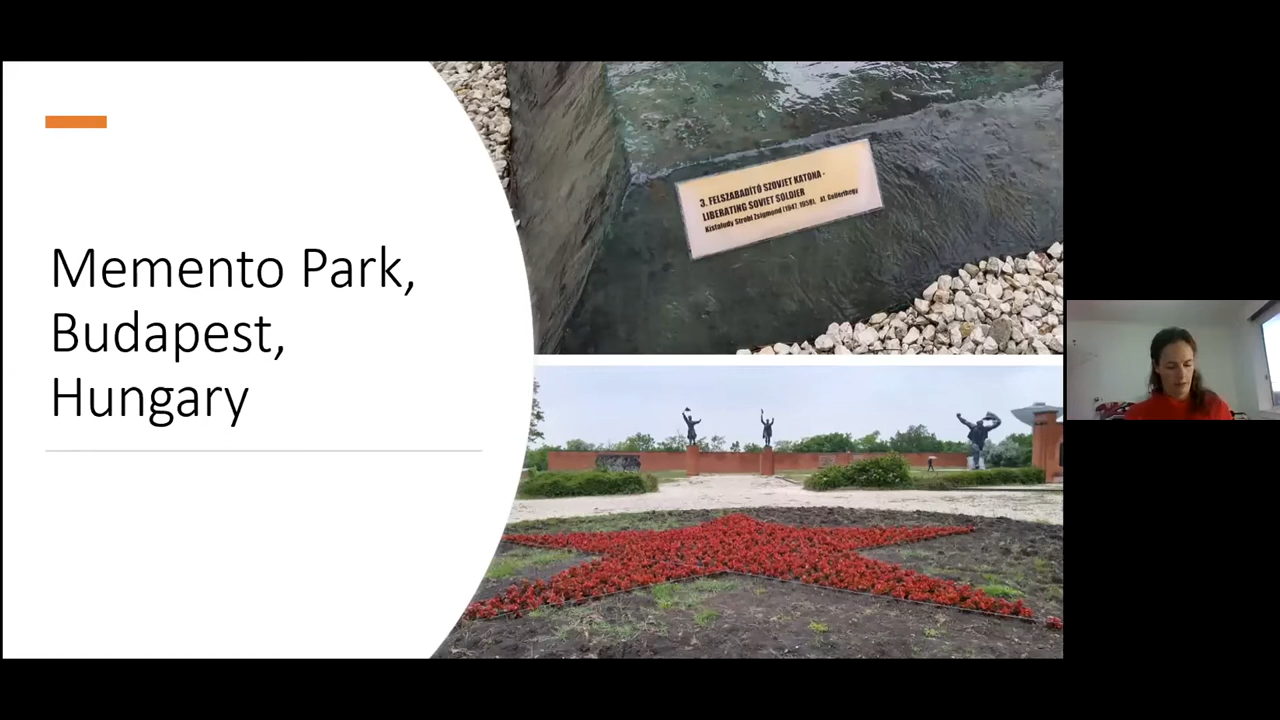 Memento Park,
Budapest,
Hungary
3. FELSZABADÍTÓ SZOVJET KATONA -
LIBERATING SOVIET SOLDIER
Kisfaludy Strobl Zsigmond (1947, 1958), XI. Gellérthegy